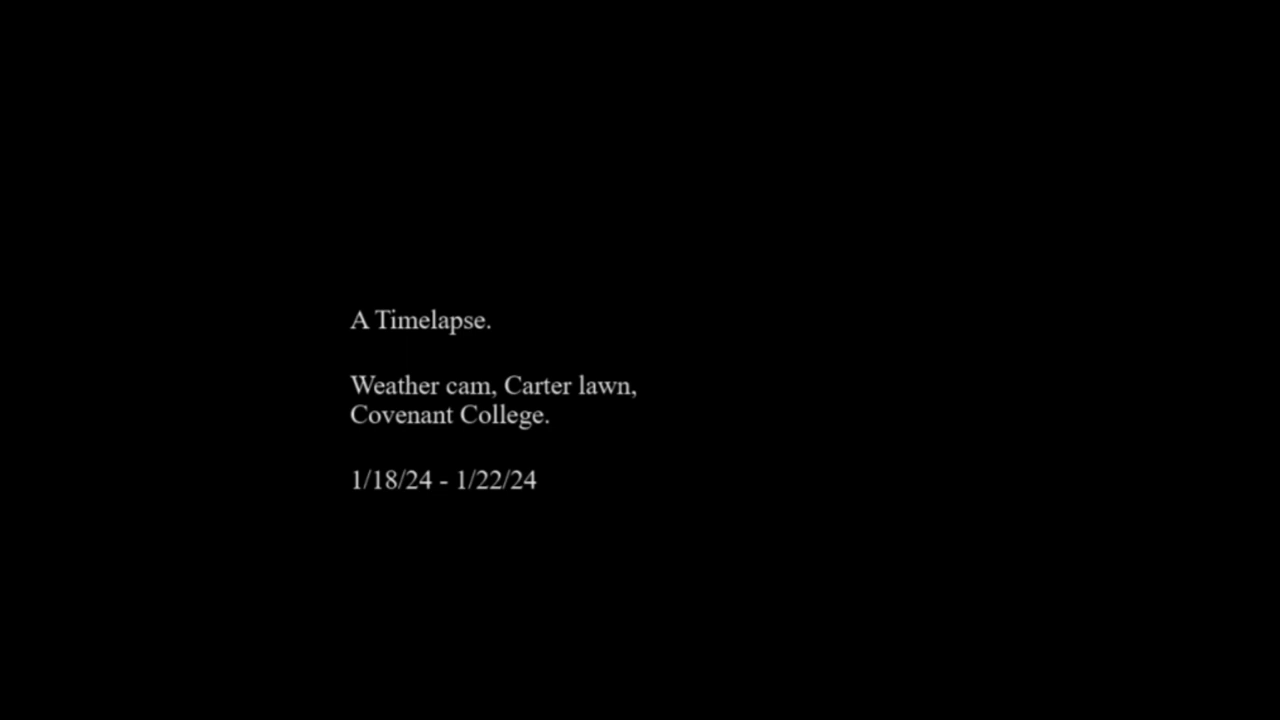 A Timelapse.
Weather cam, Carter lawn,
Covenant College.
1/18/24 - 1/22/24